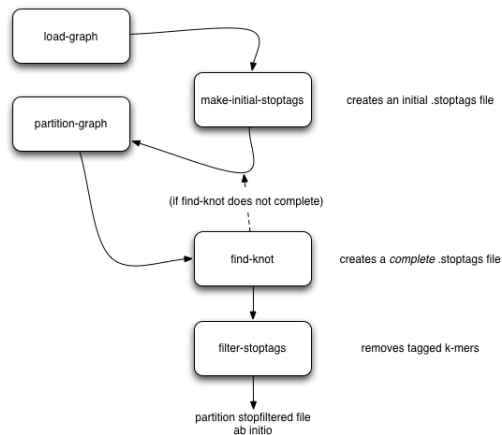 load-graph
make-initial-stoptags
creates an initial .stoptags file
partition-graph
(if find-knot does not complete)
find-knot
creates a complete .stoptags file
filter-stoptags
removes tagged k-mers
partition stopfiltered file
ab initio